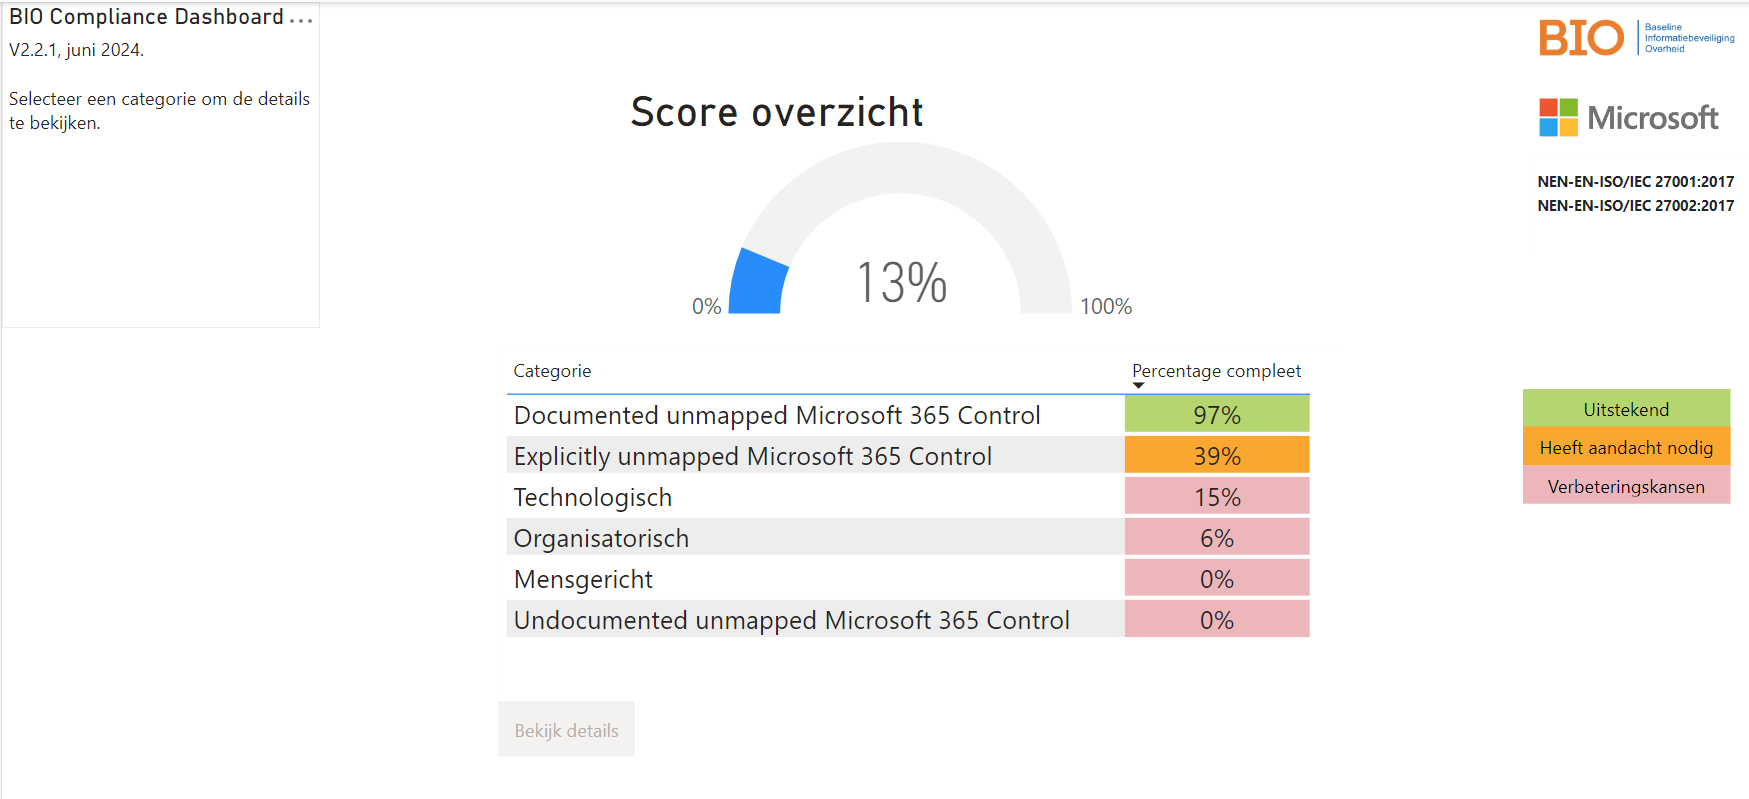 BIO Compliance Dashboard ...
V2.2.1, juni 2024.
Selecteer een categorie om de details
te bekijken.
BIO
Baseline
Informatiebeveiliging
Overheid
Microsoft
NEN-EN-ISO/IEC 27001:2017
NEN-EN-ISO/IEC 27002:2017
Score overzicht
13%
0%
100%
Categorie Percentage compleet
Documented unmapped Microsoft 365 Control 97%
Explicitly unmapped Microsoft 365 Control 39%
Technologisch 15%
Organisatorisch 6%
Mensgericht 0%
Undocumented unmapped Microsoft 365 Control 0%
Uitstekend
Heeft aandacht nodig
Verbeteringskansen
Bekijk details